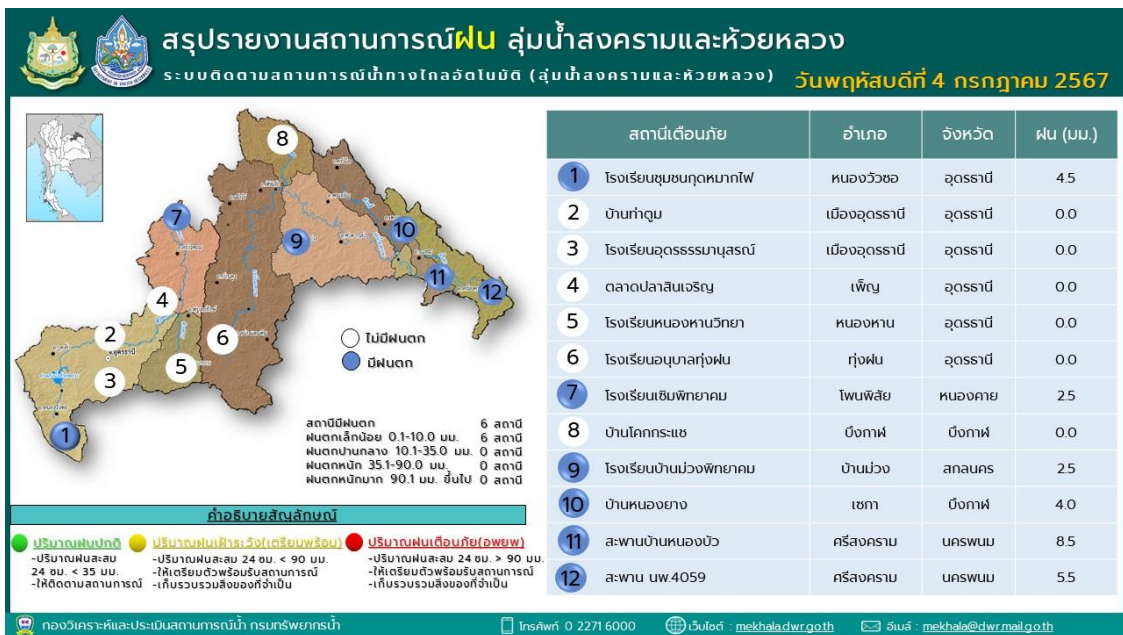 สรุปรายงานสถานการณ์ฝน ลุ่มน้ำสงครามและห้วยหลวง
ระบบติดตามสถานการณ์น้ำทางไกลอัตโนมัติ (ลุ่มน้ำสงครามและห้วยหลวง)
วันพฤหัสบดีที่ 4 กรกฎาคม 2567
8
7
9
10
11
12
4
2
6
3
5
1
ไม่มีฝนตก
มีฝนตก
สถานีมีฝนตก 6 สถานี
ฝนตกเล็กน้อย 0.1-10.0 มม. 6 สถานี
ฝนตกปานกลาง 10.1-35.0 มม. 0 สถานี
ฝนตกหนัก 35.1-90.0 มม. 0 สถานี
ฝนตกหนักมาก 90.1 มม. ขึ้นไป 0 สถานี
คำอธิบายสัญลักษณ์
ปริมาณฝนปกติ
-ปริมาณฝนสะสม
24 ชม. < 35 มม.
-ให้ติดตามสถานการณ์
ปริมาณฝนเฝ้าระวัง(เตรียมพร้อม)
-ปริมาณฝนสะสม 24 ชม. < 90 มม.
-ให้เตรียมตัวพร้อมรับสถานการณ์
-เก็บรวบรวมสิ่งของที่จำเป็น
ปริมาณฝนเตือนภัย(อพยพ)
-ปริมาณฝนสะสม 24 ชม. > 90 มม.
-ให้เตรียมตัวพร้อมรับสถานการณ์
-เก็บรวบรวมสิ่งของที่จำเป็น
สถานีเตือนภัย อำเภอ จังหวัด ฝน (มม.)
1 โรงเรียนชุมชนกุดหมากไฟ หนองวัวซอ อุดรธานี 4.5
2 บ้านท่าตูม เมืองอุดรธานี อุดรธานี 0.0
3 โรงเรียนอุดรธรรมานุสรณ์ เมืองอุดรธานี อุดรธานี 0.0
4 ตลาดปลาสินเจริญ เพ็ญ อุดรธานี 0.0
5 โรงเรียนหนองหานวิทยา หนองหาน อุดรธานี 0.0
6 โรงเรียนอนุบาลทุ่งฝน ทุ่งฝน อุดรธานี 0.0
7 โรงเรียนเซิมพิทยาคม โพนพิสัย หนองคาย 2.5
8 บ้านโคกกระแซ บึงกาฬ บึงกาฬ 0.0
9 โรงเรียนบ้านม่วงพิทยาคม บ้านม่วง สกลนคร 2.5
10 บ้านหนองยาง เซกา บึงกาฬ 4.0
11 สะพานบ้านหนองบัว ศรีสงคราม นครพนม 8.5
12 สะพาน นพ.4059 ศรีสงคราม นครพนม 5.5
กองวิเคราะห์และประเมินสถานการณ์น้ำ กรมทรัพยากรน้ำ
โทรศัพท์ 0 2271 6000
เว็บไซต์ : mekhala.dwr.go.th
อีเมล์ : mekhala@dwr.mail.go.th